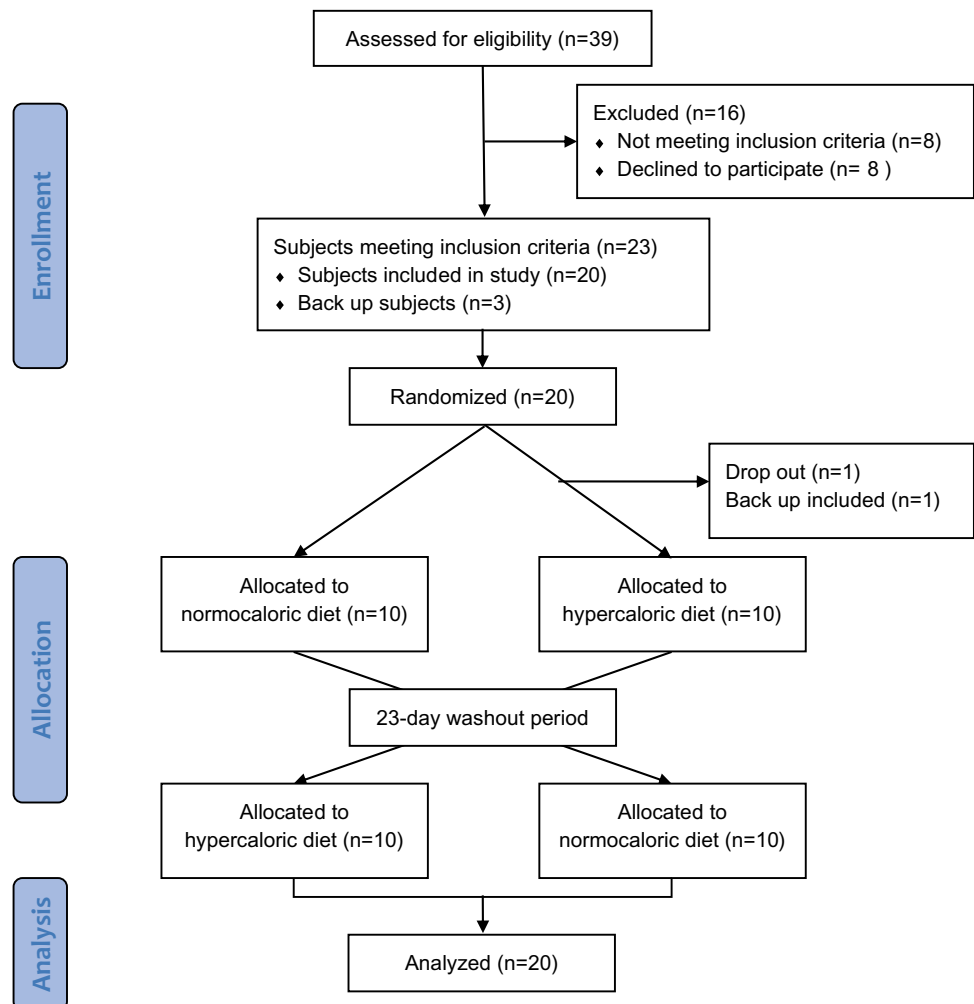 Assessed for eligibility (n=39)
Enrollment
Excluded (n=16)
♦ Not meeting inclusion criteria (n=8)
♦ Declined to participate (n= 8 )
Subjects meeting inclusion criteria (n=23)
♦ Subjects included in study (n=20)
♦ Back up subjects (n=3)
Randomized (n=20)
Drop out (n=1)
Back up included (n=1)
Allocation
Allocated to
normocaloric diet (n=10)
Allocated to
hypercaloric diet (n=10)
23-day washout period
Allocated to
hypercaloric diet (n=10)
Allocated to
normocaloric diet (n=10)
Analysis
Analyzed (n=20)